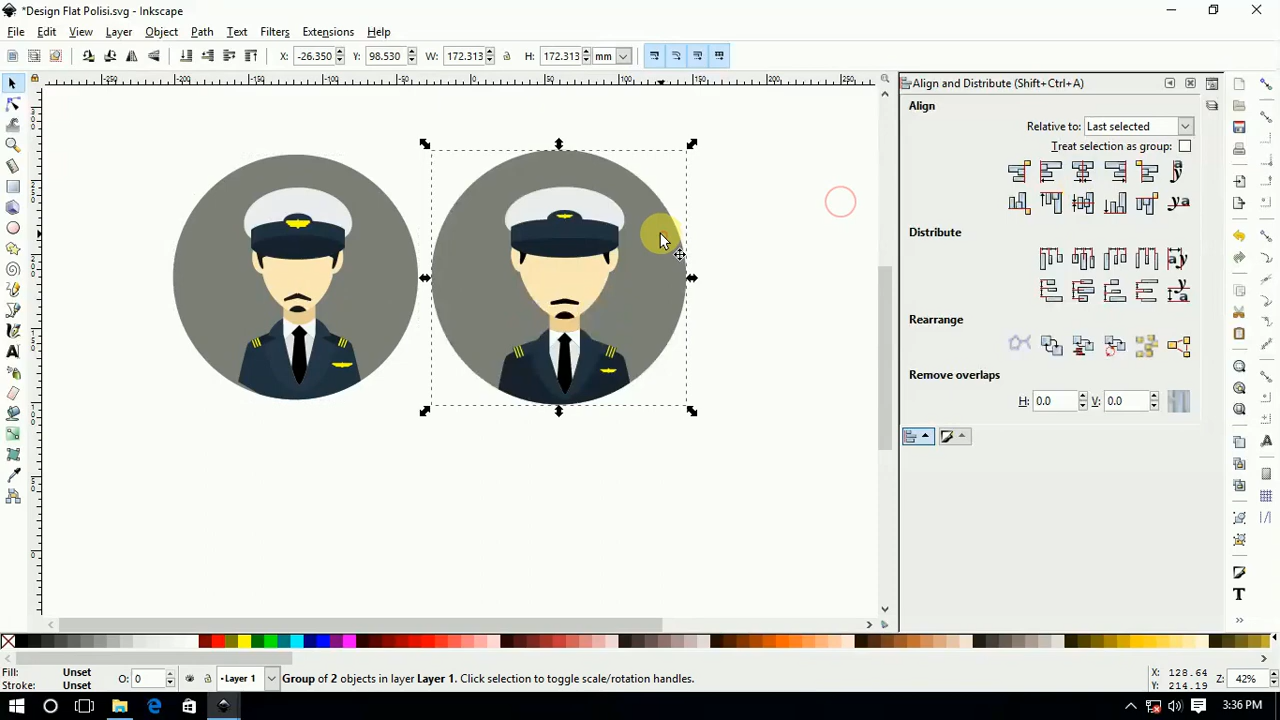 *Design Flat Polisi.svg - Inkscape
File Edit View Layer Object Path Text Filters Extensions Help
X: -26.350 Y: 98.530 W: 172.313 H: 172.313 mm
Align and Distribute (Shift+Ctrl+A)
Align
Relative to: Last selected
Treat selection as group:
Distribute
Rearrange
Remove overlaps
H: 0.0 V: 0.0
Fill: Unset
Stroke: Unset
O: 0
Layer 1
Group of 2 objects in layer Layer 1. Click selection to toggle scale/rotation handles.
X: 128.64
Y: 214.19
Z: 42%
3:36 PM